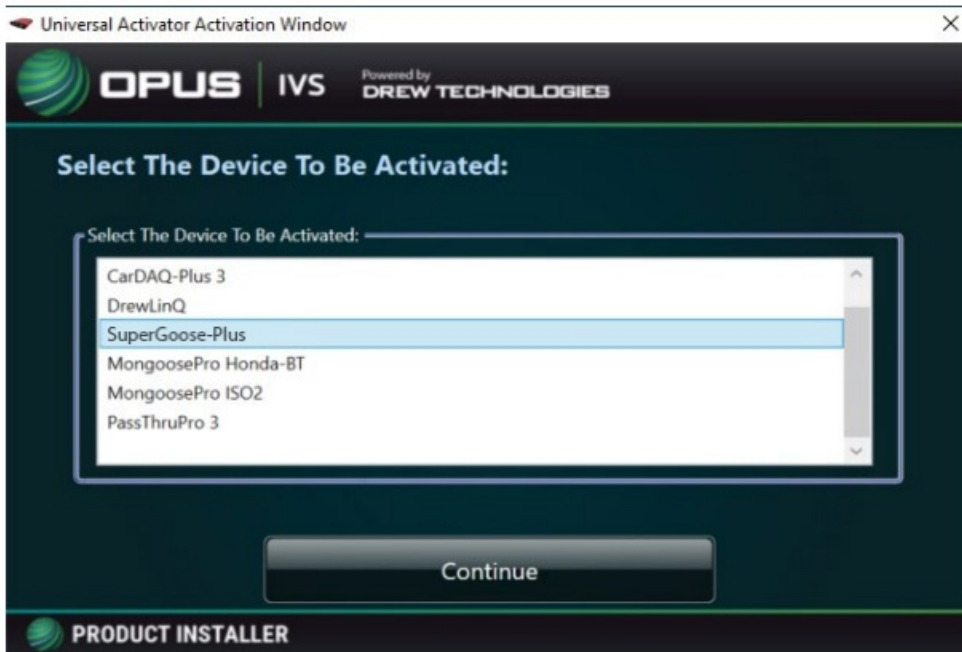 Universal Activator Activation Window
OPUS IVS Powered by
DREW TECHNOLOGIES
Select The Device To Be Activated:
Select The Device To Be Activated:
CarDAQ-Plus 3
DrewLinQ
SuperGoose-Plus
MongoosePro Honda-BT
MongoosePro ISO2
PassThruPro 3
Continue
PRODUCT INSTALLER